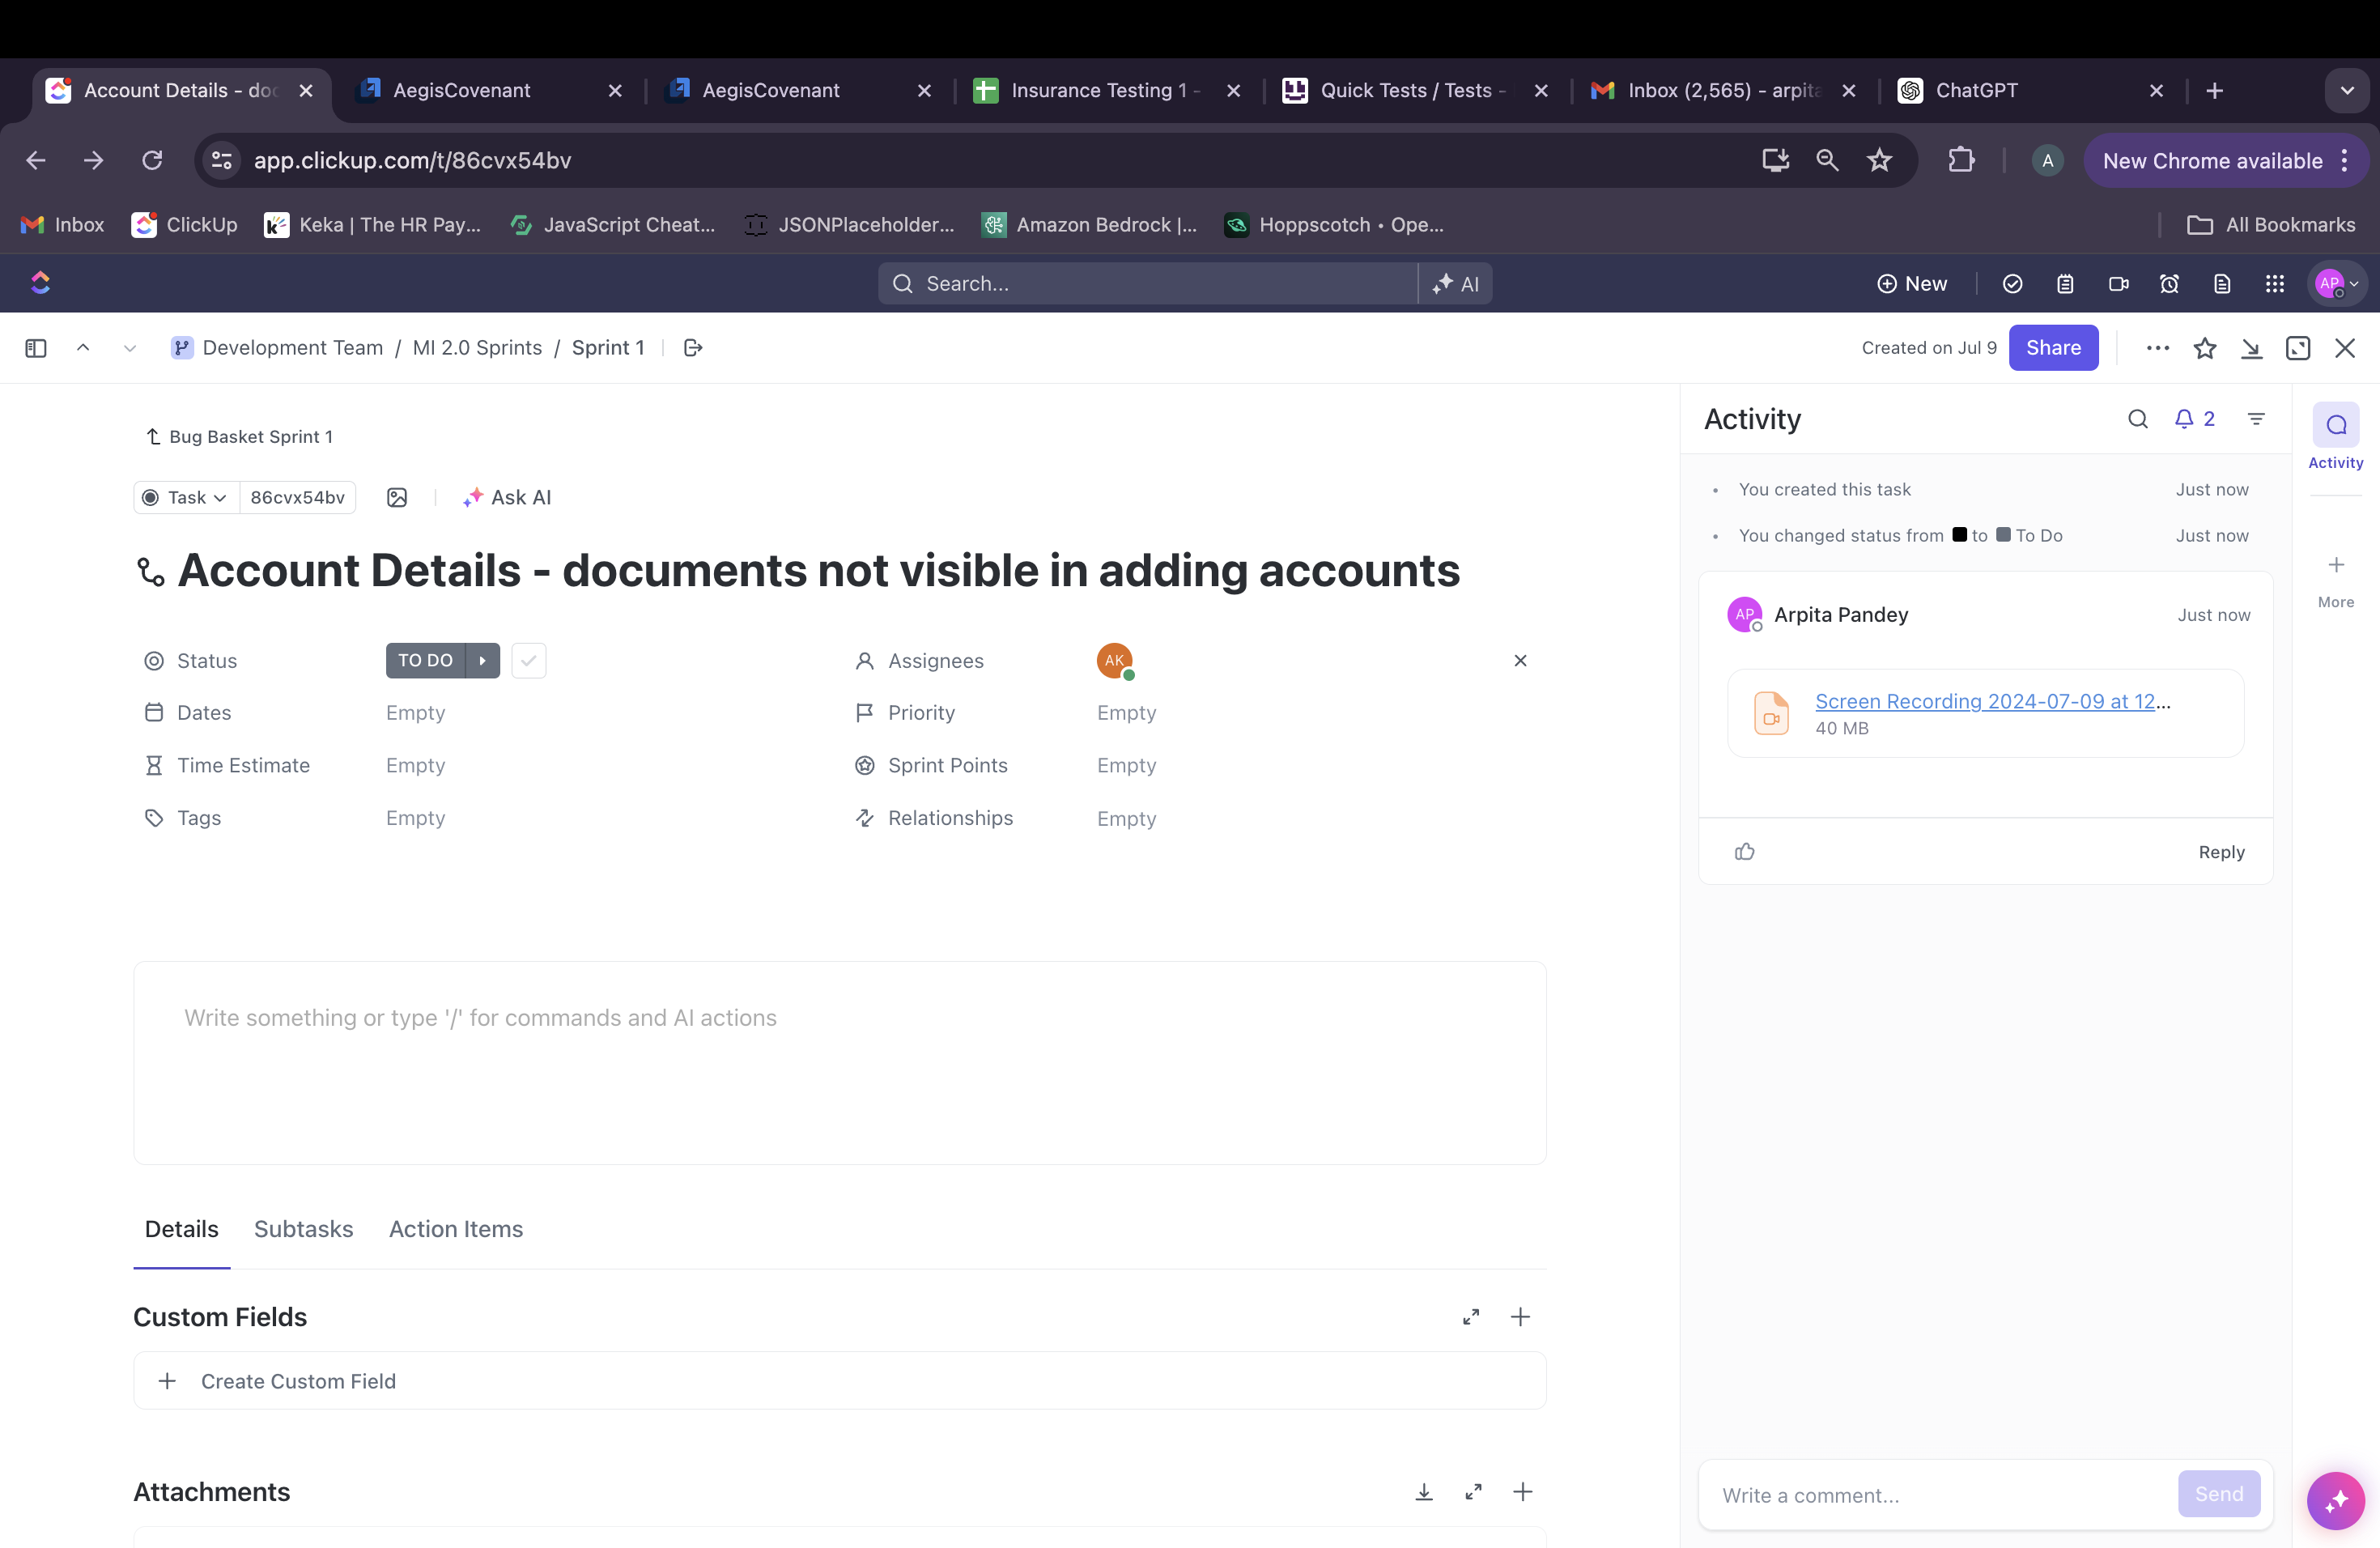 Account Details - doc
AegisCovenant
AegisCovenant
Insurance Testing 1 -
Quick Tests / Tests -
Inbox (2,565) - arpita
ChatGPT
app.clickup.com/t/86cvx54bv
A
New Chrome available
Inbox
ClickUp
Keka | The HR Pay...
JavaScript Cheat...
JSONPlaceholder...
Amazon Bedrock |...
Hoppscotch • Ope...
All Bookmarks
Search...
AI
New
AP
Development Team / MI 2.0 Sprints / Sprint 1
Created on Jul 9
Share
Bug Basket Sprint 1
Task
86cvx54bv
Ask AI
Account Details - documents not visible in adding accounts
Status
TO DO
Assignees
AK
Dates
Empty
Priority
Empty
Time Estimate
Empty
Sprint Points
Empty
Tags
Empty
Relationships
Empty
Write something or type '/' for commands and AI actions
Details
Subtasks
Action Items
Custom Fields
Create Custom Field
Attachments
Activity
2
You created this task
Just now
You changed status from to To Do
Just now
AP
Arpita Pandey
Just now
Screen Recording 2024-07-09 at 12...
40 MB
Reply
Write a comment...
Send
Activity
More